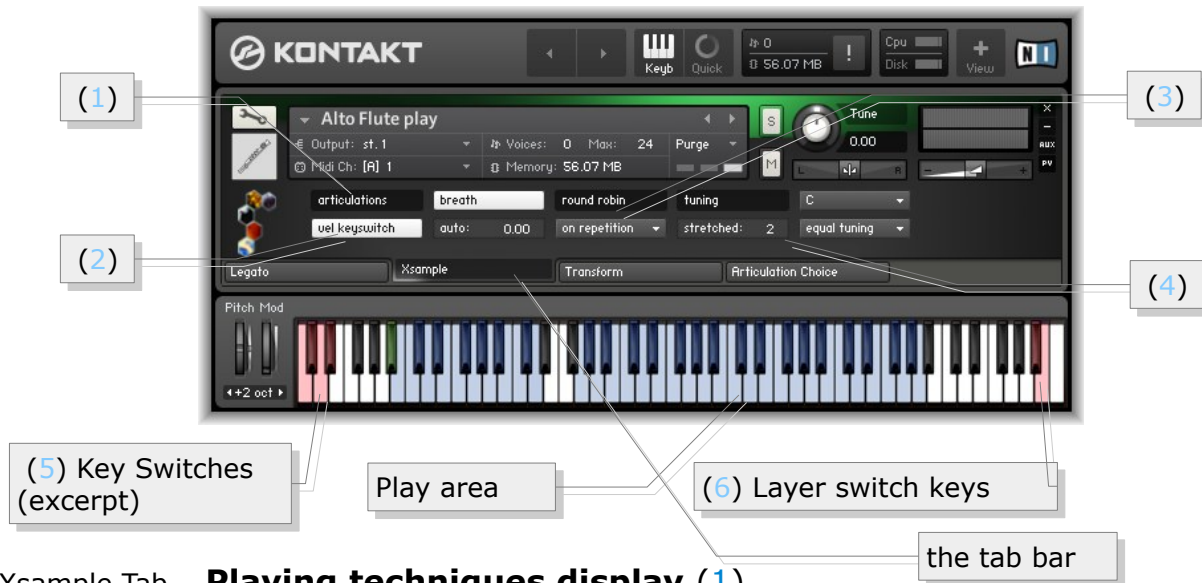 KONTAKT
Keyb
Quick
0
56.07 MB
!
Cpu
Disk
+
View
N I
(1)
(3)
Alto Flute play
S
Tune
0.00
×
-
AUX
PV
Output: st. 1
Voices: 0 Max: 24
Purge
Midi Ch: [A] 1
Memory: 56.07 MB
M
L
R
- +
articulations
breath
round robin
tuning
C
vel keyswitch
auto: 0.00
on repetition
stretched: 2
equal tuning
(2)
(4)
Legato
Xsample
Transform
Articulation Choice
Pitch Mod
+2 oct
(5) Key Switches
(excerpt)
Play area
(6) Layer switch keys
the tab bar
Xsample Tab
Playing techniques display (1)